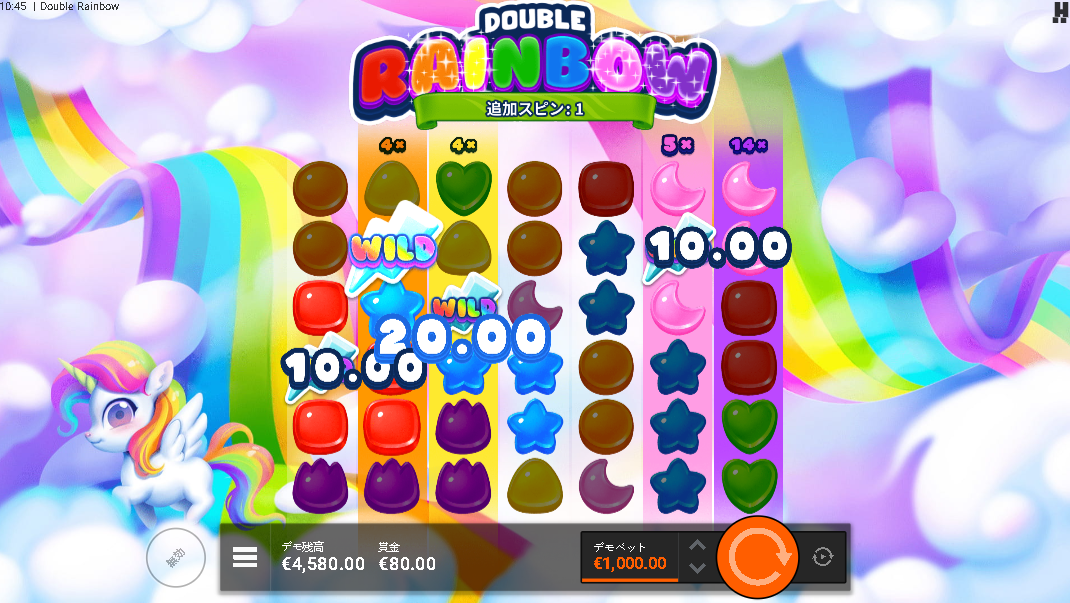 10:45 | Double Rainbow
DOUBLE
RAINBOW
追加スピン: 1
4x
4x
5x
14x
WILD
10.00
WILD
20.00
10.00
無効
デモ残高
€4,580.00
賞金
€80.00
デモベット
€1,000.00